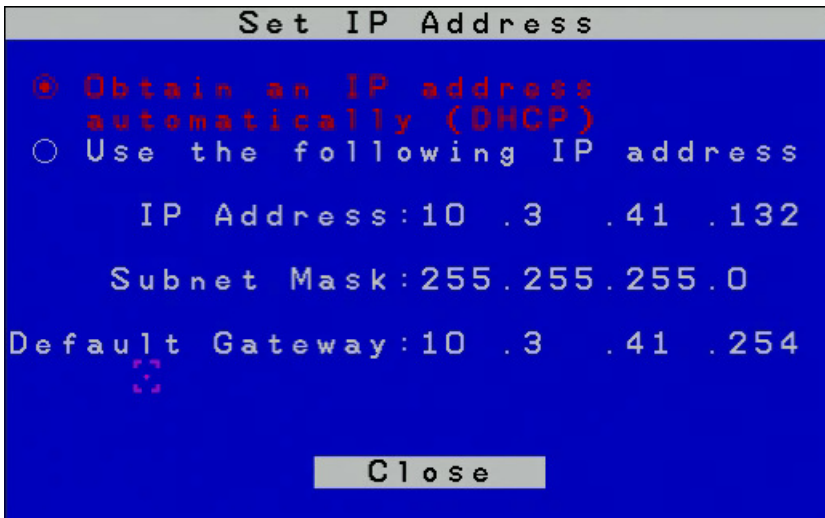 Set IP Address
Obtain an IP address
automatically (DHCP)
Use the following IP address
IP Address:10 .3 .41 .132
Subnet Mask:255.255.255.0
Default Gateway:10 .3 .41 .254
Close